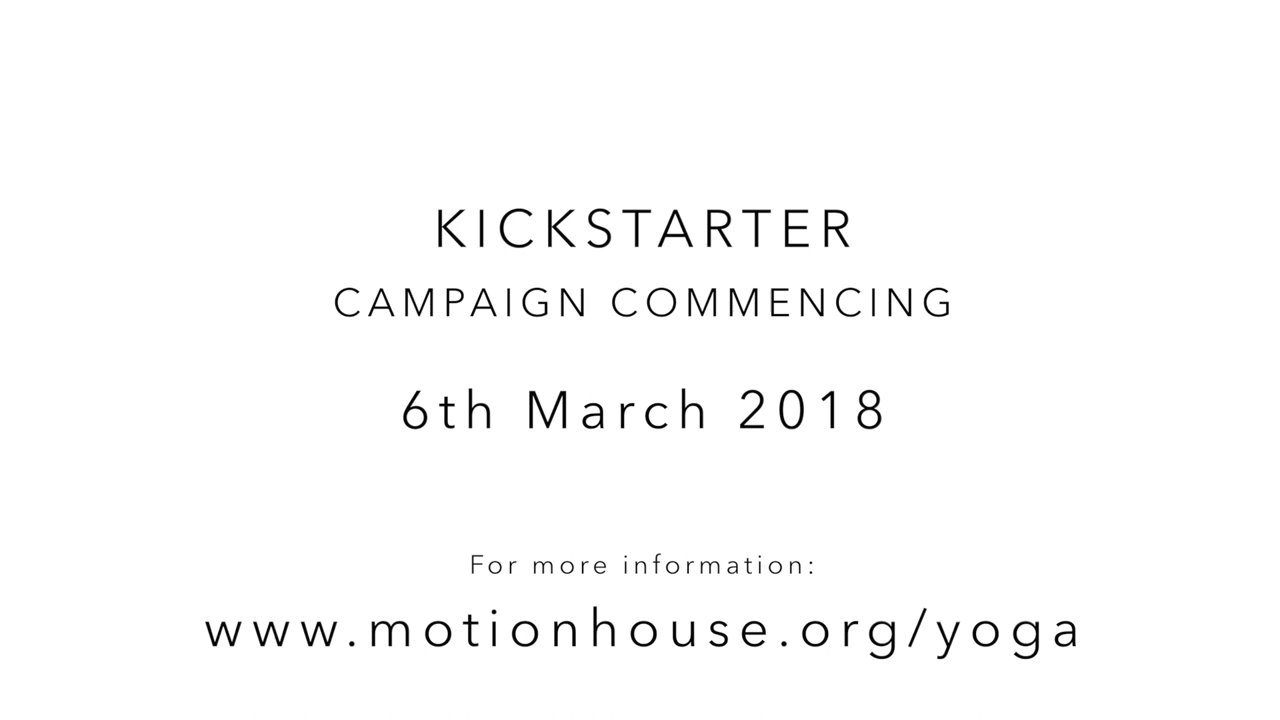 KICKSTARTER
CAMPAIGN COMMENCING
6th March 2018
For more information:
www.motionhouse.org/yoga